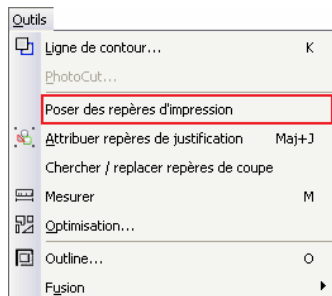 Outils
Ligne de contour... K
PhotoCut...
Poser des repères d'impression
Attribuer repères de justification Maj+J
Chercher / replacer repères de coupe
Mesurer M
Optimisation...
Outline... O
Fusion